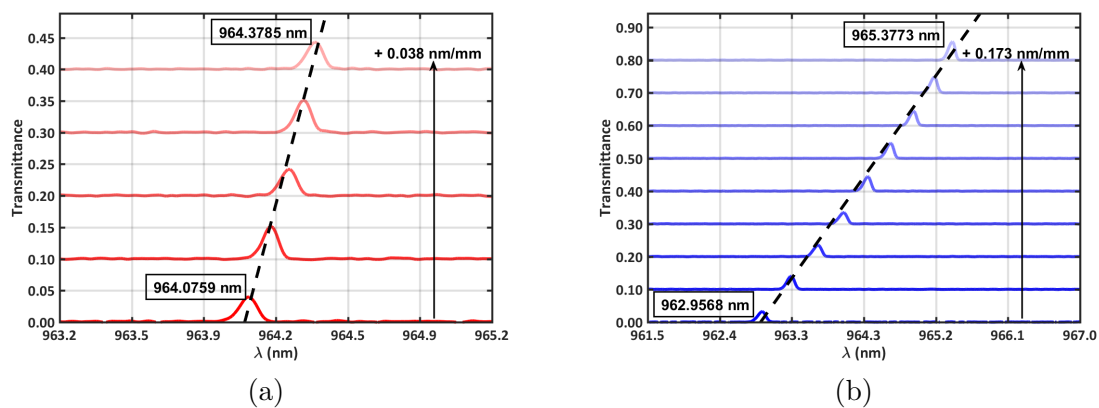 964.3785 nm
+ 0.038 nm/mm
0.45
0.40
0.35
0.30
0.25
0.20
0.15
0.10
0.05
0.00
Transmittance
964.0759 nm
963.2 963.5 963.9 964.2 964.5 964.9 965.2
λ (nm)
(a)
965.3773 nm
+ 0.173 nm/mm
0.90
0.80
0.70
0.60
0.50
0.40
0.30
0.20
0.10
0.00
Transmittance
962.9568 nm
961.5 962.4 963.3 964.3 965.2 966.1 967.0
λ (nm)
(b)